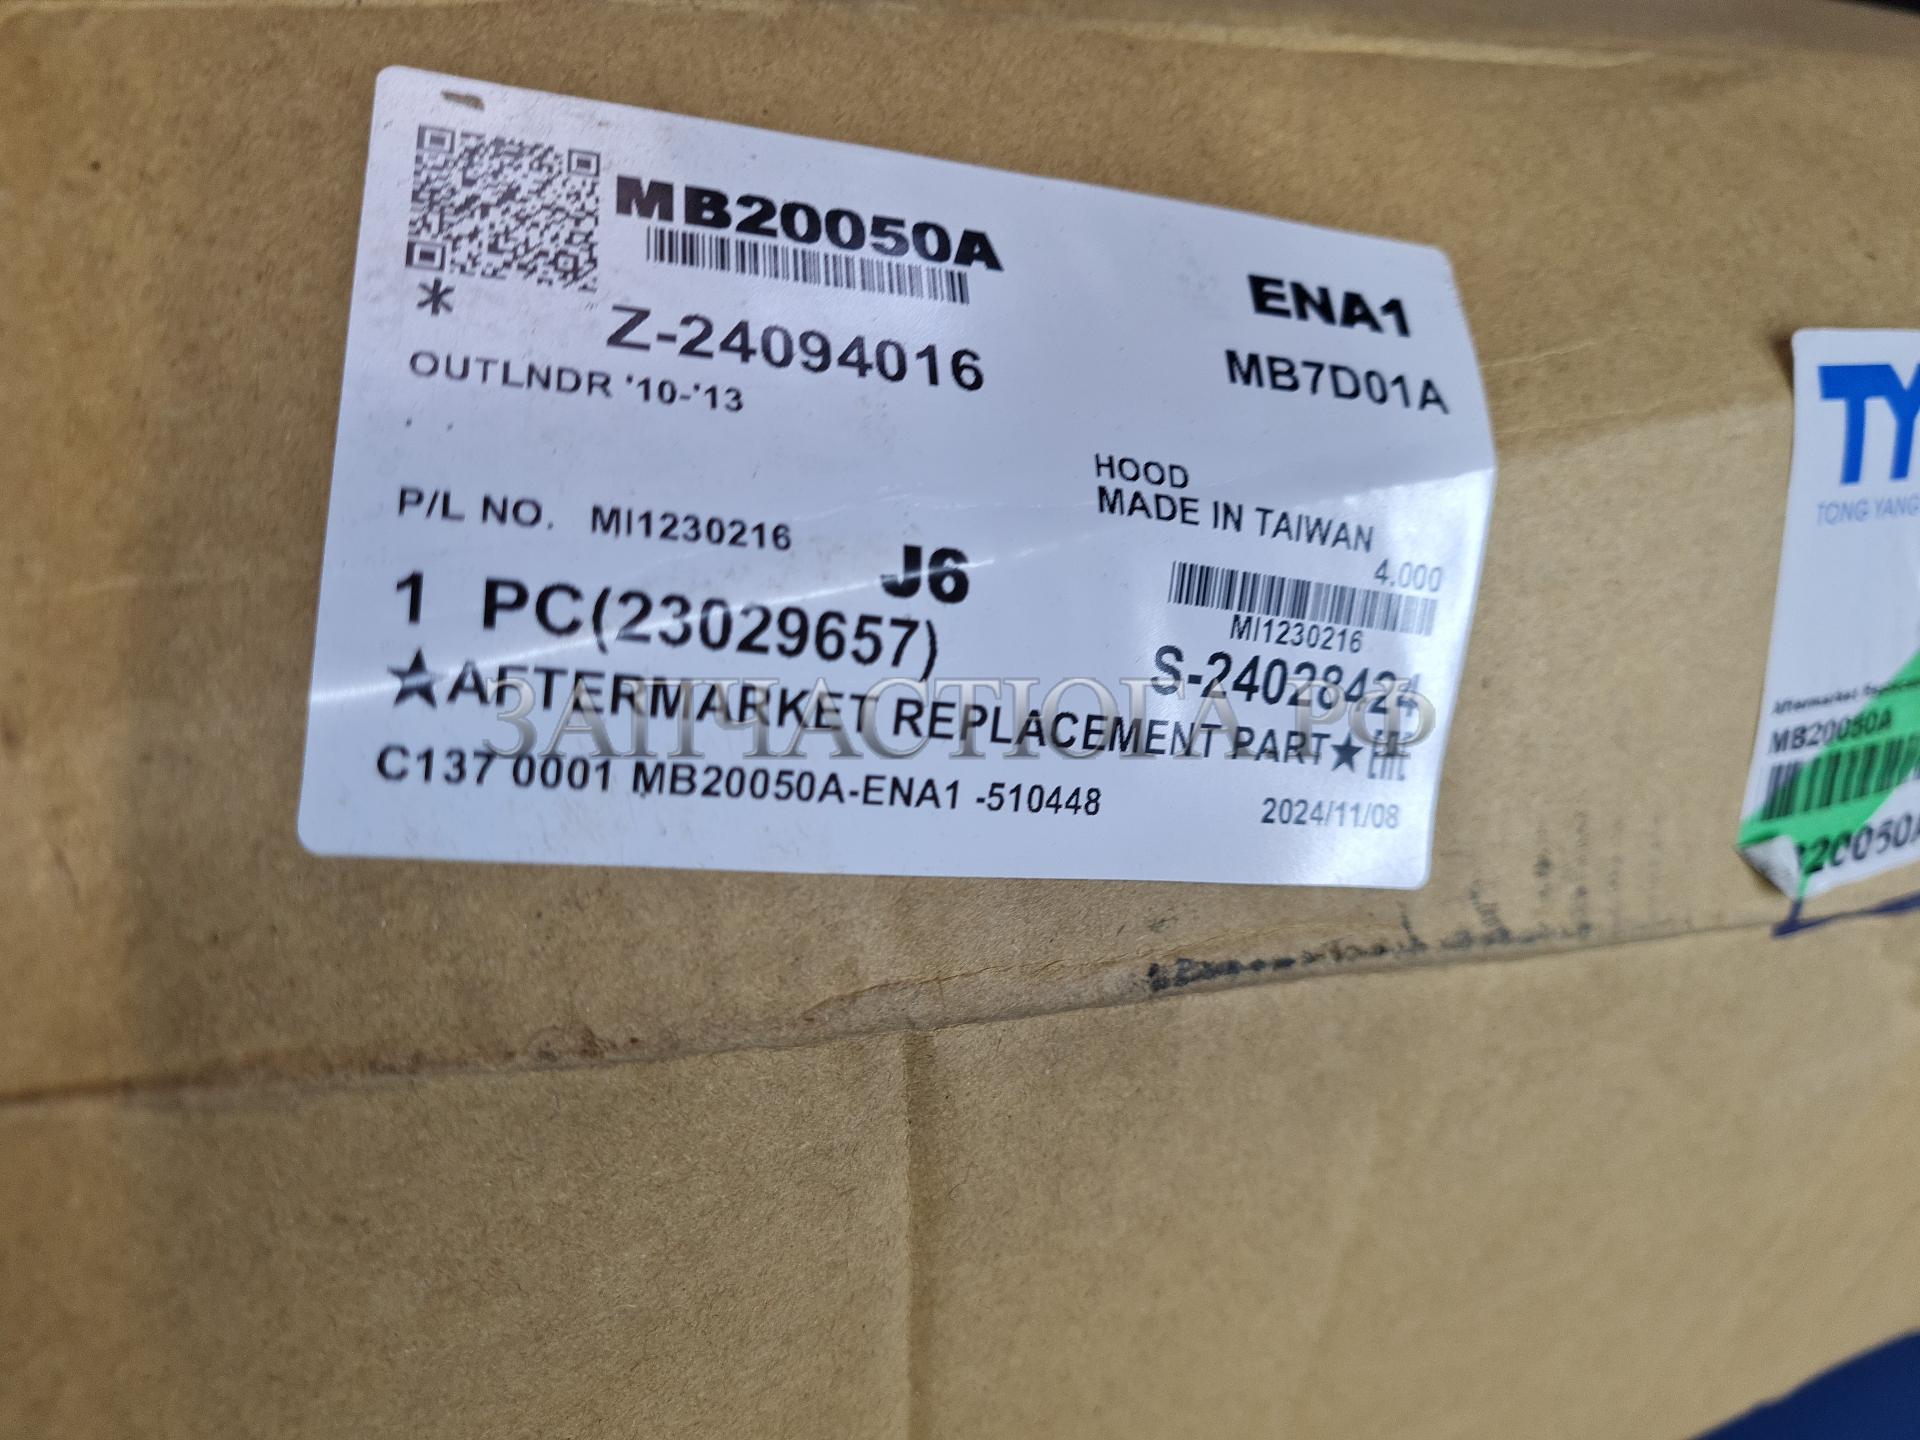 MB20050A
ENA1
*
Z-24094016
MB7D01A
OUTLNDR '10-'13
HOOD
MADE IN TAIWAN
P/L NO. MI1230216
4.000
J6
MI1230216
1 PC(23029657)
S-24028424
★AFTERMARKET REPLACEMENT PART★ EAC
C137 0001 MB20050A-ENA1 -510448
2024/11/08
ЗАПЧАСТЮГА.РФ
TY
TONG YANG
Aftermarket
MB20050A
20050A